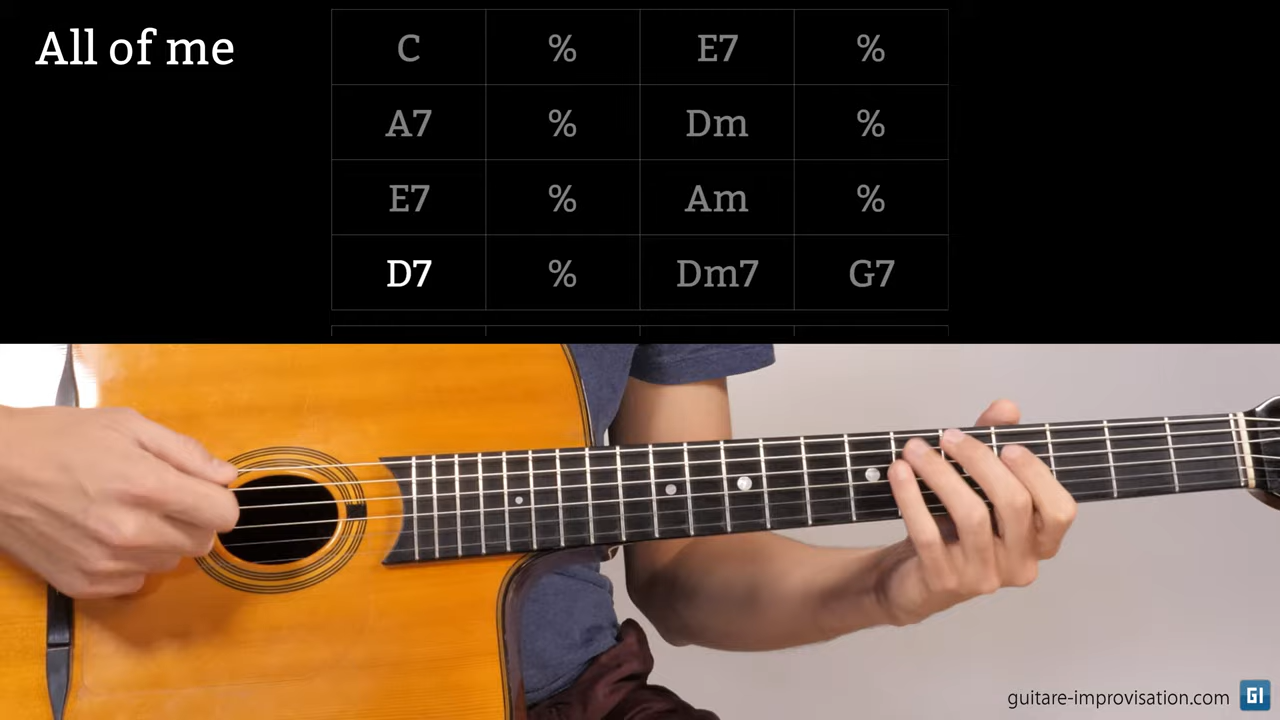 All of me
C % E7 %
A7 % Dm %
E7 % Am %
D7 % Dm7 G7
guitare-improvisation.com GI